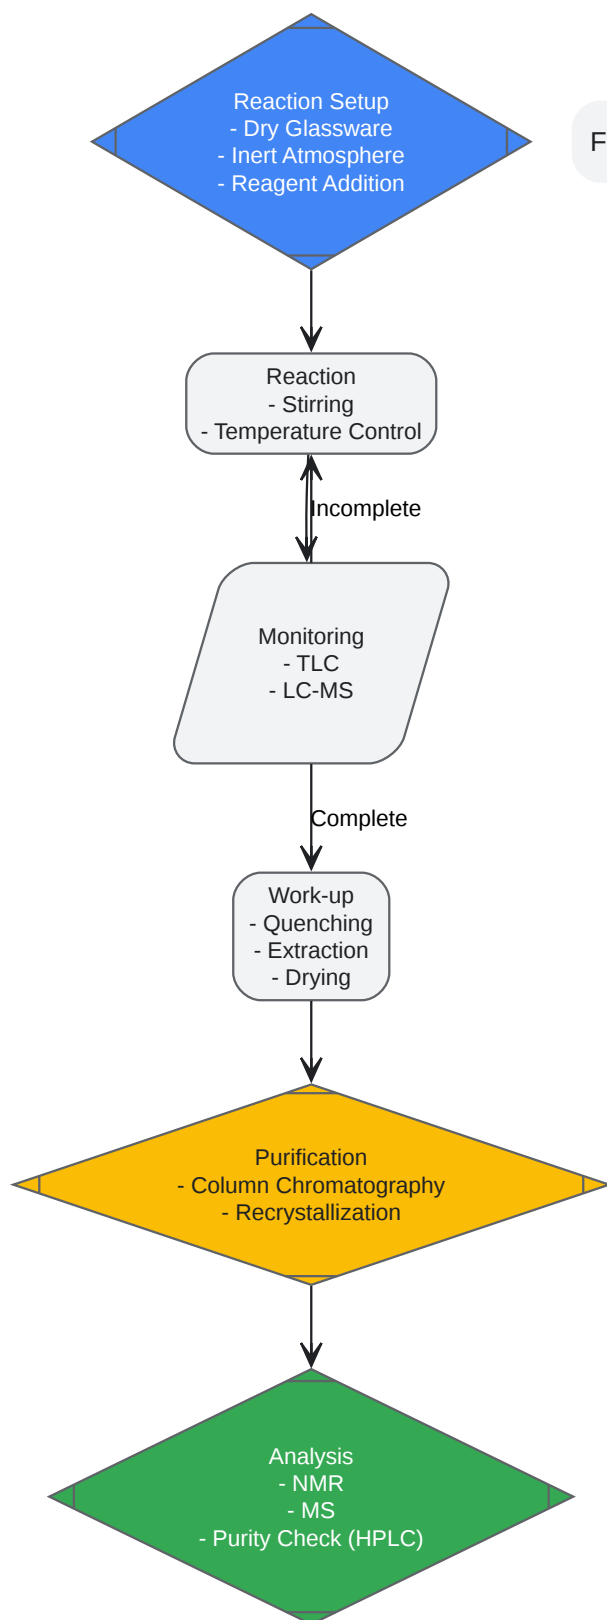 Reaction Setup
- Dry Glassware
- Inert Atmosphere
- Reagent Addition
F
Reaction
- Stirring
- Temperature Control
Incomplete
Monitoring
- TLC
- LC-MS
Complete
Work-up
- Quenching
- Extraction
- Drying
Purification
- Column Chromatography
- Recrystallization
Analysis
- NMR
- MS
- Purity Check (HPLC)